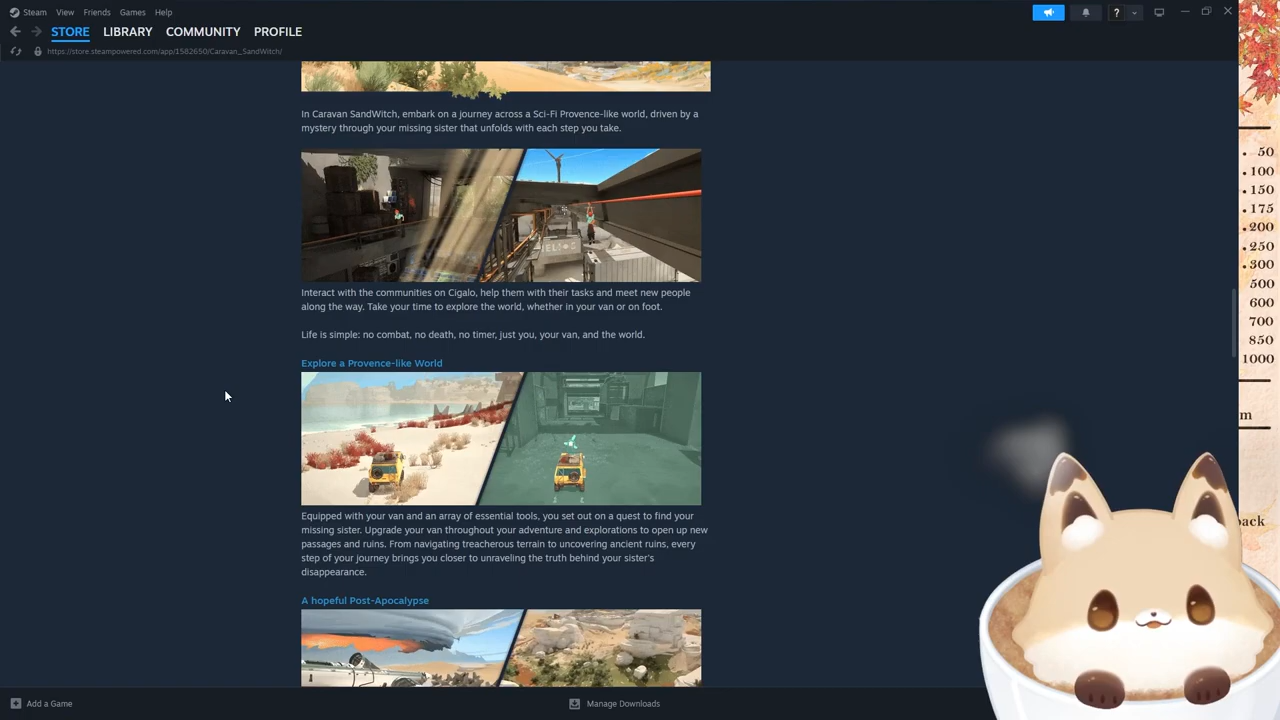 Steam View Friends Games Help
STORE LIBRARY COMMUNITY PROFILE
https://store.steampowered.com/app/1582650/Caravan_SandWitch/
In Caravan SandWitch, embark on a journey across a Sci-Fi Provence-like world, driven by a
mystery through your missing sister that unfolds with each step you take.
HELIOS
Interact with the communities on Cigalo, help them with their tasks and meet new people
along the way. Take your time to explore the world, whether in your van or on foot.
Life is simple: no combat, no death, no timer, just you, your van, and the world.
Explore a Provence-like World
Equipped with your van and an array of essential tools, you set out on a quest to find your
missing sister. Upgrade your van throughout your adventure and explorations to open up new
passages and ruins. From navigating treacherous terrain to uncovering ancient ruins, every
step of your journey brings you closer to unraveling the truth behind your sister's
disappearance.
A hopeful Post-Apocalypse
Add a Game
Manage Downloads
. 50
. 100
. 150
. 175
. 200
. 250
. 300
500
600
700
850
1000
m
ack